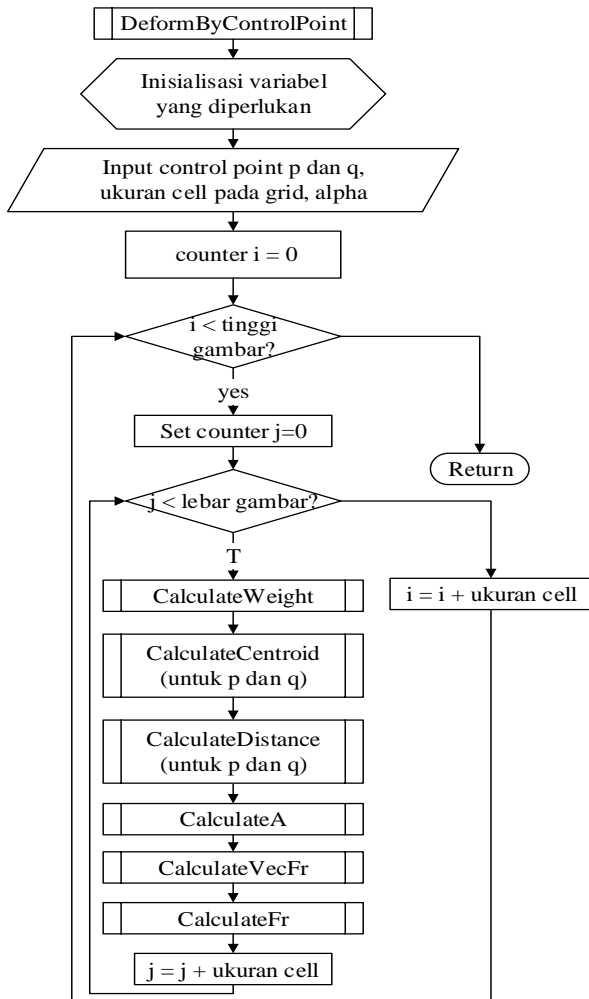 DeformByControlPoint
Inisialisasi variabel
yang diperlukan
Input control point p dan q,
ukuran cell pada grid, alpha
counter i = 0
i < tinggi
gambar?
yes
Set counter j=0
Return
j < lebar gambar?
T
CalculateWeight
i = i + ukuran cell
CalculateCentroid
(untuk p dan q)
CalculateDistance
(untuk p dan q)
CalculateA
CalculateVecFr
CalculateFr
j = j + ukuran cell